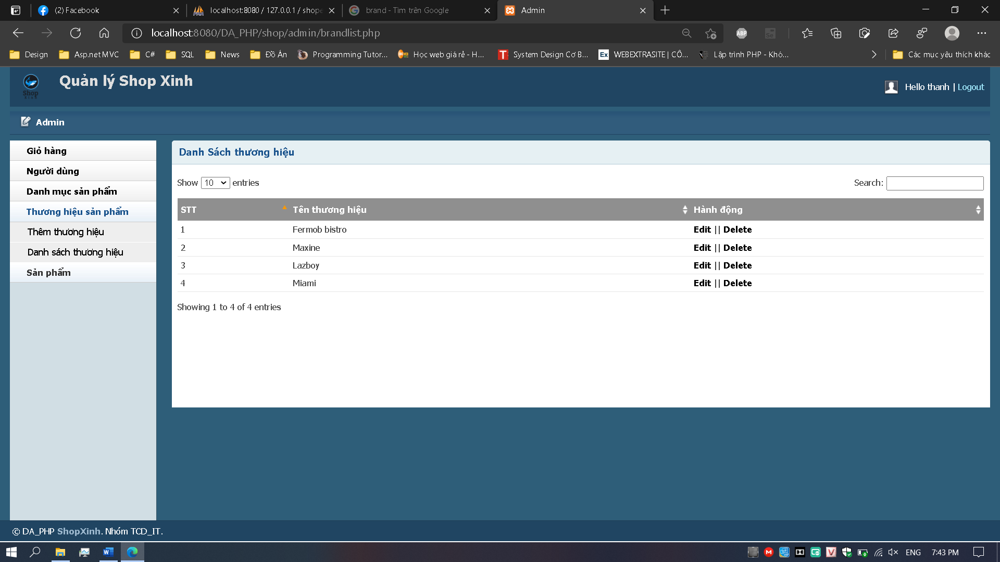 (2) Facebook
localhost:8080 / 127.0.0.1 / shope
brand - Tìm trên Google
Admin
localhost:8080/DA_PHP/shop/admin/brandlist.php
ABP
Se
Design
Asp.net MVC
C#
SQL
News
Đồ Án
Programming Tutor...
Học web giá rẻ - H...
T
System Design Cơ B...
Ex
WEBEXTRASITE | CÔ...
Lập trình PHP - Khó...
Các mục yêu thích khác
Shop
Quản lý Shop Xinh
Hello thanh | Logout
Admin
Giỏ hàng
Người dùng
Danh mục sản phẩm
Thương hiệu sản phẩm
Thêm thương hiệu
Danh sách thương hiệu
Sản phẩm
Danh Sách thương hiệu
Show 10 entries
Search:
STT Tên thương hiệu Hành động
1 Fermob bistro Edit || Delete
2 Maxine Edit || Delete
3 Lazboy Edit || Delete
4 Miami Edit || Delete
Showing 1 to 4 of 4 entries
© DA_PHP ShopXinh. Nhóm TCD_IT.
ENG
7:43 PM